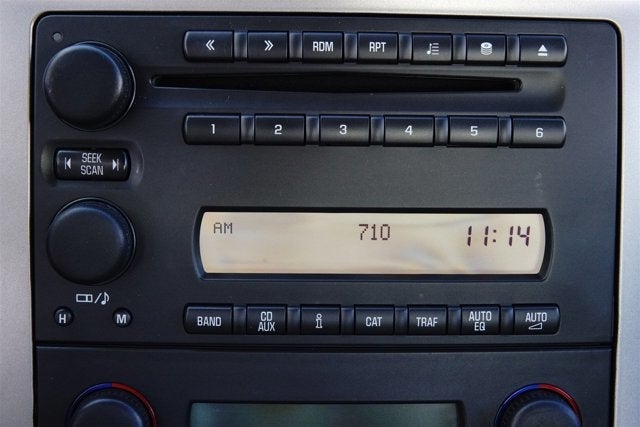 RDM RPT
1 2 3 4 5 6
SEEK
SCAN
AM 710 11:14
H M
BAND CD AUX i CAT TRAF AUTO EQ AUTO